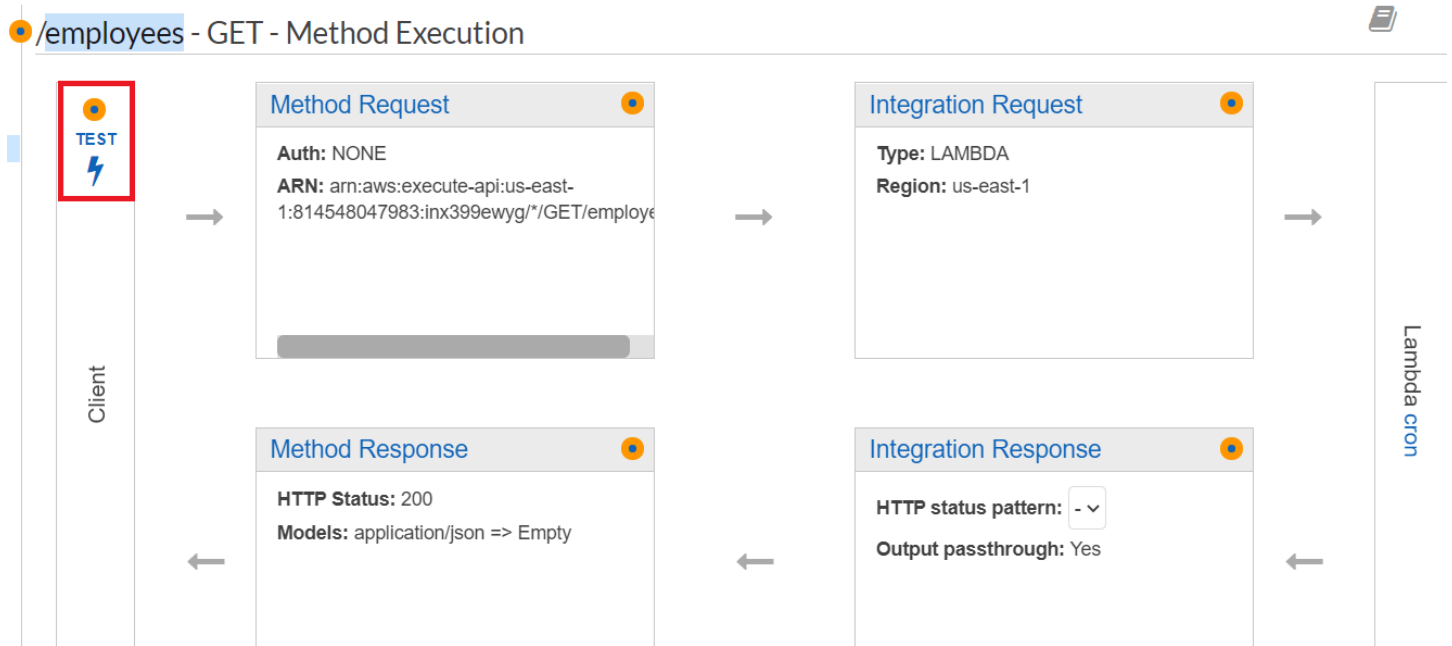 /employees - GET - Method Execution
TEST
Client
Method Request
Auth: NONE
ARN: arn:aws:execute-api:us-east-
1:814548047983:inx399ewyg/*/GET/employe
Integration Request
Type: LAMBDA
Region: us-east-1
Lambda cron
Method Response
HTTP Status: 200
Models: application/json => Empty
Integration Response
HTTP status pattern: -
Output passthrough: Yes